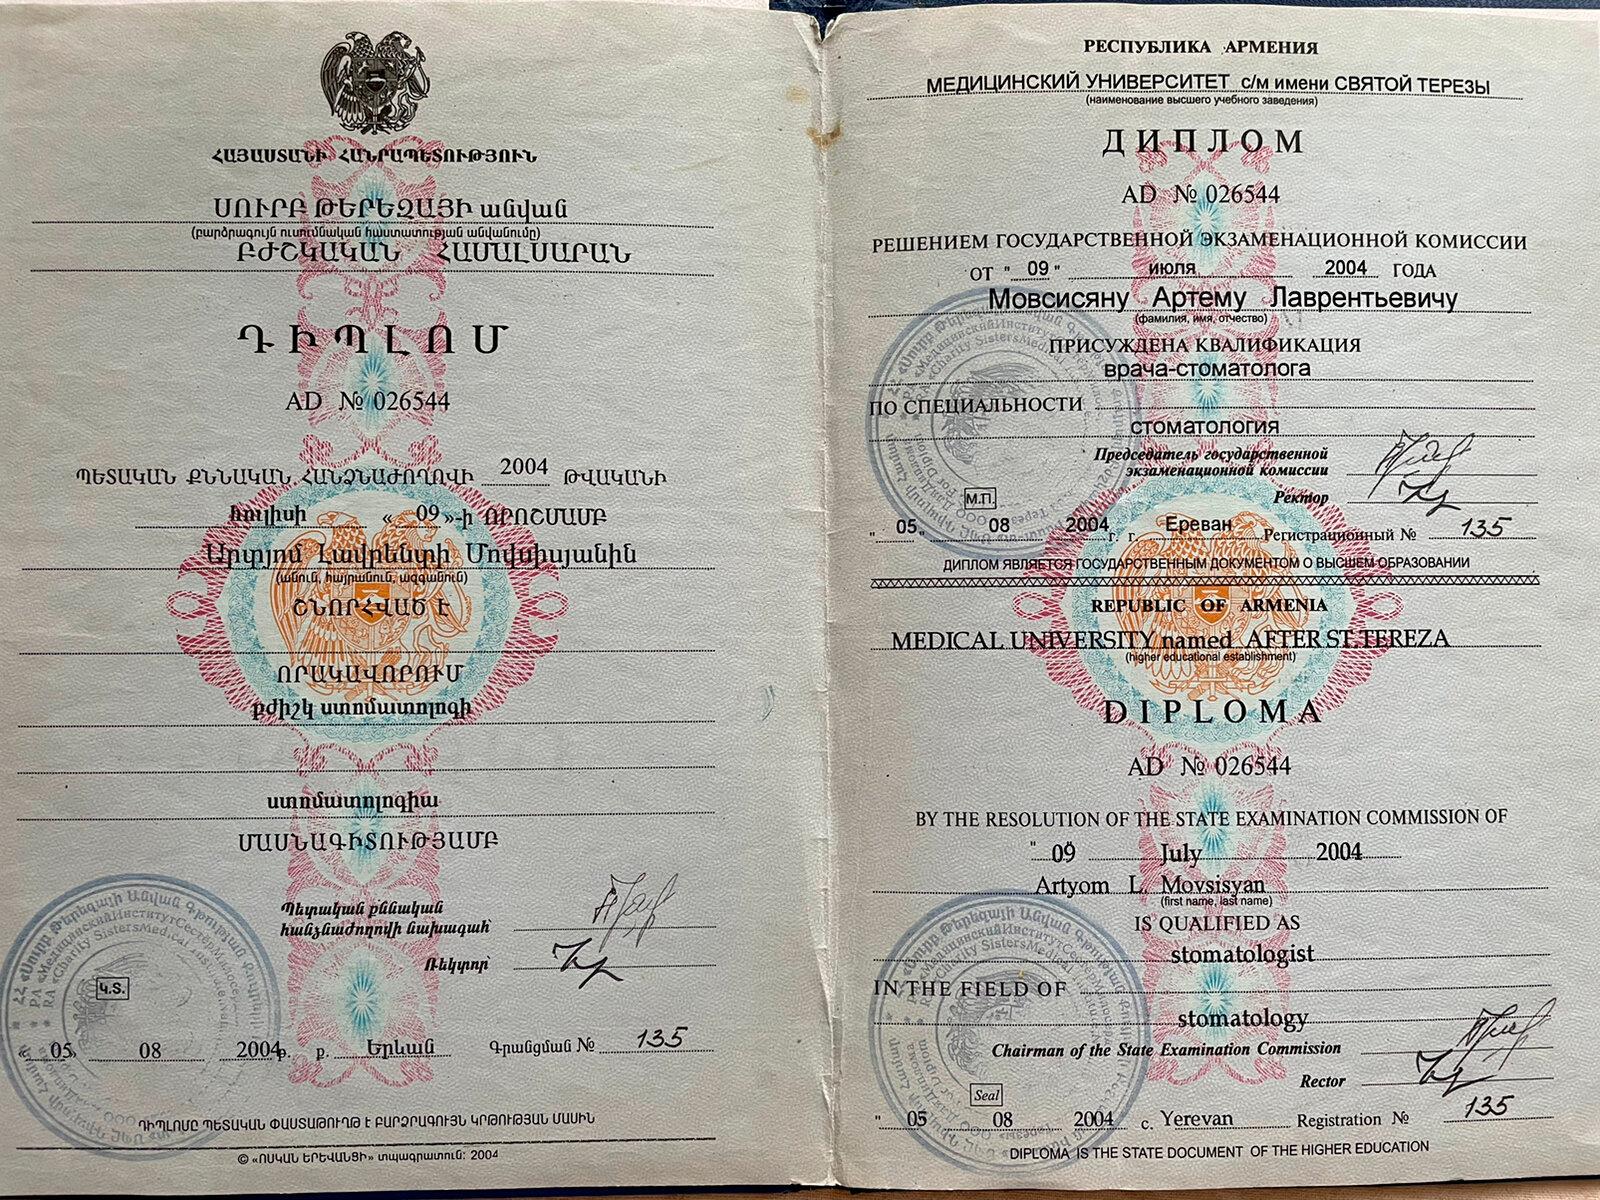 ՀԱՅԱՍՏԱՆԻ ՀԱՆՐԱՊԵՏՈՒԹՅՈՒՆ
ՍՈՒՐԲ ԹԵՐԵԶԱՅԻ անվան
(բարձրագույն ուսումնական հաստատության անվանումը)
ԲԺՇԿԱԿԱՆ ՀԱՄԱԼՍԱՐԱՆ
ԴԻՊԼՈՄ
AD № 026544
ՊԵՏԱԿԱՆ ՔՆՆԱԿԱՆ ՀԱՆՁՆԱԺՈՂՈՎԻ 2004 ԹՎԱԿԱՆԻ
հուլիսի « 09 »-ի ՈՐՈՇՄԱՄԲ
Արտյոմ Լավրենտի Մովսիսյանին
(անուն, հայրանուն, ազգանուն)
ՇՆՈՐՀՎԱԾ Է
ՈՐԱԿԱՎՈՐՈՒՄ
բժիշկ ստոմատոլոգի
ստոմատոլոգիա
ՄԱՍՆԱԳԻՏՈՒԹՅԱՄԲ
Պետական քննական
հանձնաժողովի նախագահ՝
Ռեկտոր՝
Կ.Տ.
05 08 2004թ. ք. Երևան Գրանցման № 135
ԴԻՊԼՈՄԸ ՊԵՏԱԿԱՆ ՓԱՍՏԱԹՈՒՂԹ Է ԲԱՐՁՐԱԳՈՒՅՆ ԿՐԹՈՒԹՅԱՆ ՄԱՍԻՆ
© «ՈՍԿԱՆ ԵՐԵՎԱՆՑԻ» տպագրատուն: 2004
РЕСПУБЛИКА АРМЕНИЯ
МЕДИЦИНСКИЙ УНИВЕРСИТЕТ с/м имени СВЯТОЙ ТЕРЕЗЫ
(наименование высшего учебного заведения)
ДИПЛОМ
AD № 026544
РЕШЕНИЕМ ГОСУДАРСТВЕННОЙ ЭКЗАМЕНАЦИОННОЙ КОМИССИИ
ОТ " 09 " июля 2004 ГОДА
Мовсисяну Артему Лаврентьевичу
(фамилия, имя, отчество)
ПРИСУЖДЕНА КВАЛИФИКАЦИЯ
врача-стоматолога
ПО СПЕЦИАЛЬНОСТИ
стоматология
Председатель государственной
экзаменационной комиссии
М.П.
Ректор
" 05 " 08 2004 г. г. Ереван Регистрационный № 135
ДИПЛОМ ЯВЛЯЕТСЯ ГОСУДАРСТВЕННЫМ ДОКУМЕНТОМ О ВЫСШЕМ ОБРАЗОВАНИИ
REPUBLIC OF ARMENIA
MEDICAL UNIVERSITY named AFTER ST.TEREZA
(higher educational establishment)
DIPLOMA
AD № 026544
BY THE RESOLUTION OF THE STATE EXAMINATION COMMISSION OF
" 09 " July 2004
Artyom L. Movsisyan
(first name, last name)
IS QUALIFIED AS
stomatologist
IN THE FIELD OF
stomatology
Chairman of the State Examination Commission
Rector
Seal
" 05 08 2004 c. Yerevan Registration № 135
DIPLOMA IS THE STATE DOCUMENT OF THE HIGHER EDUCATION